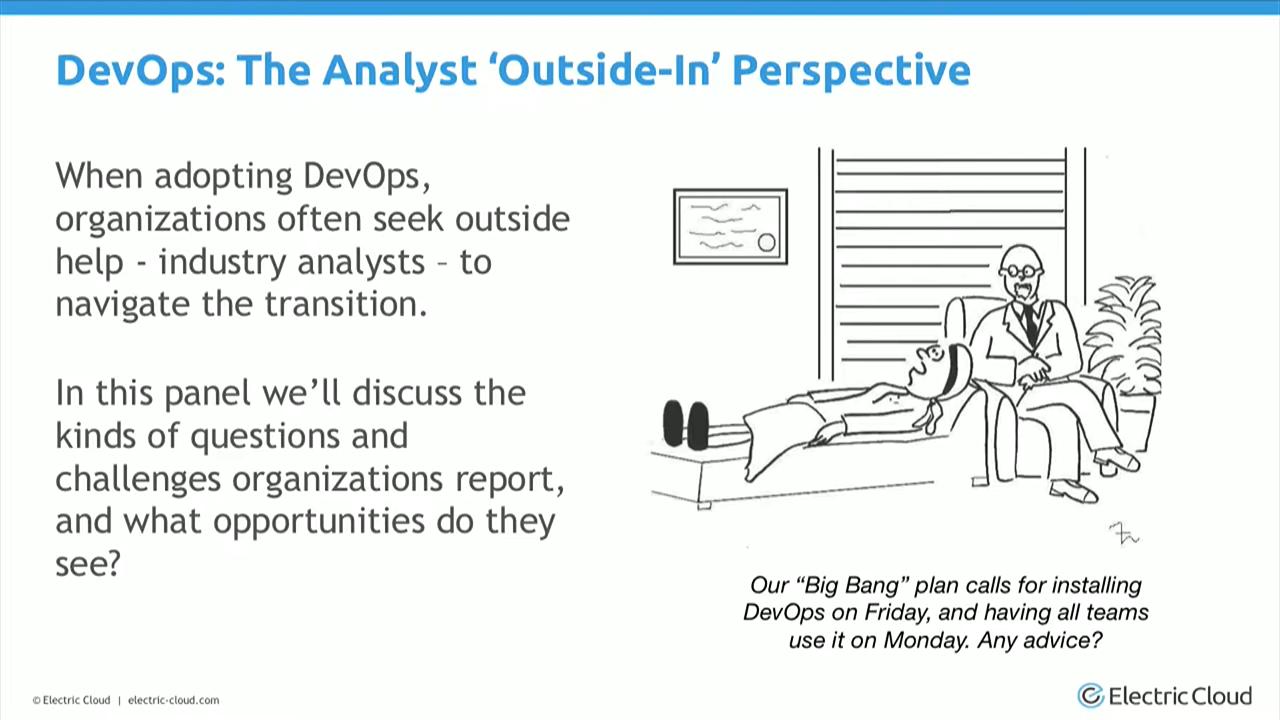 DevOps: The Analyst ‘Outside-In’ Perspective
When adopting DevOps,
organizations often seek outside
help - industry analysts – to
navigate the transition.
In this panel we’ll discuss the
kinds of questions and
challenges organizations report,
and what opportunities do they
see?
Our “Big Bang” plan calls for installing
DevOps on Friday, and having all teams
use it on Monday. Any advice?
© Electric Cloud | electric-cloud.com
Electric Cloud